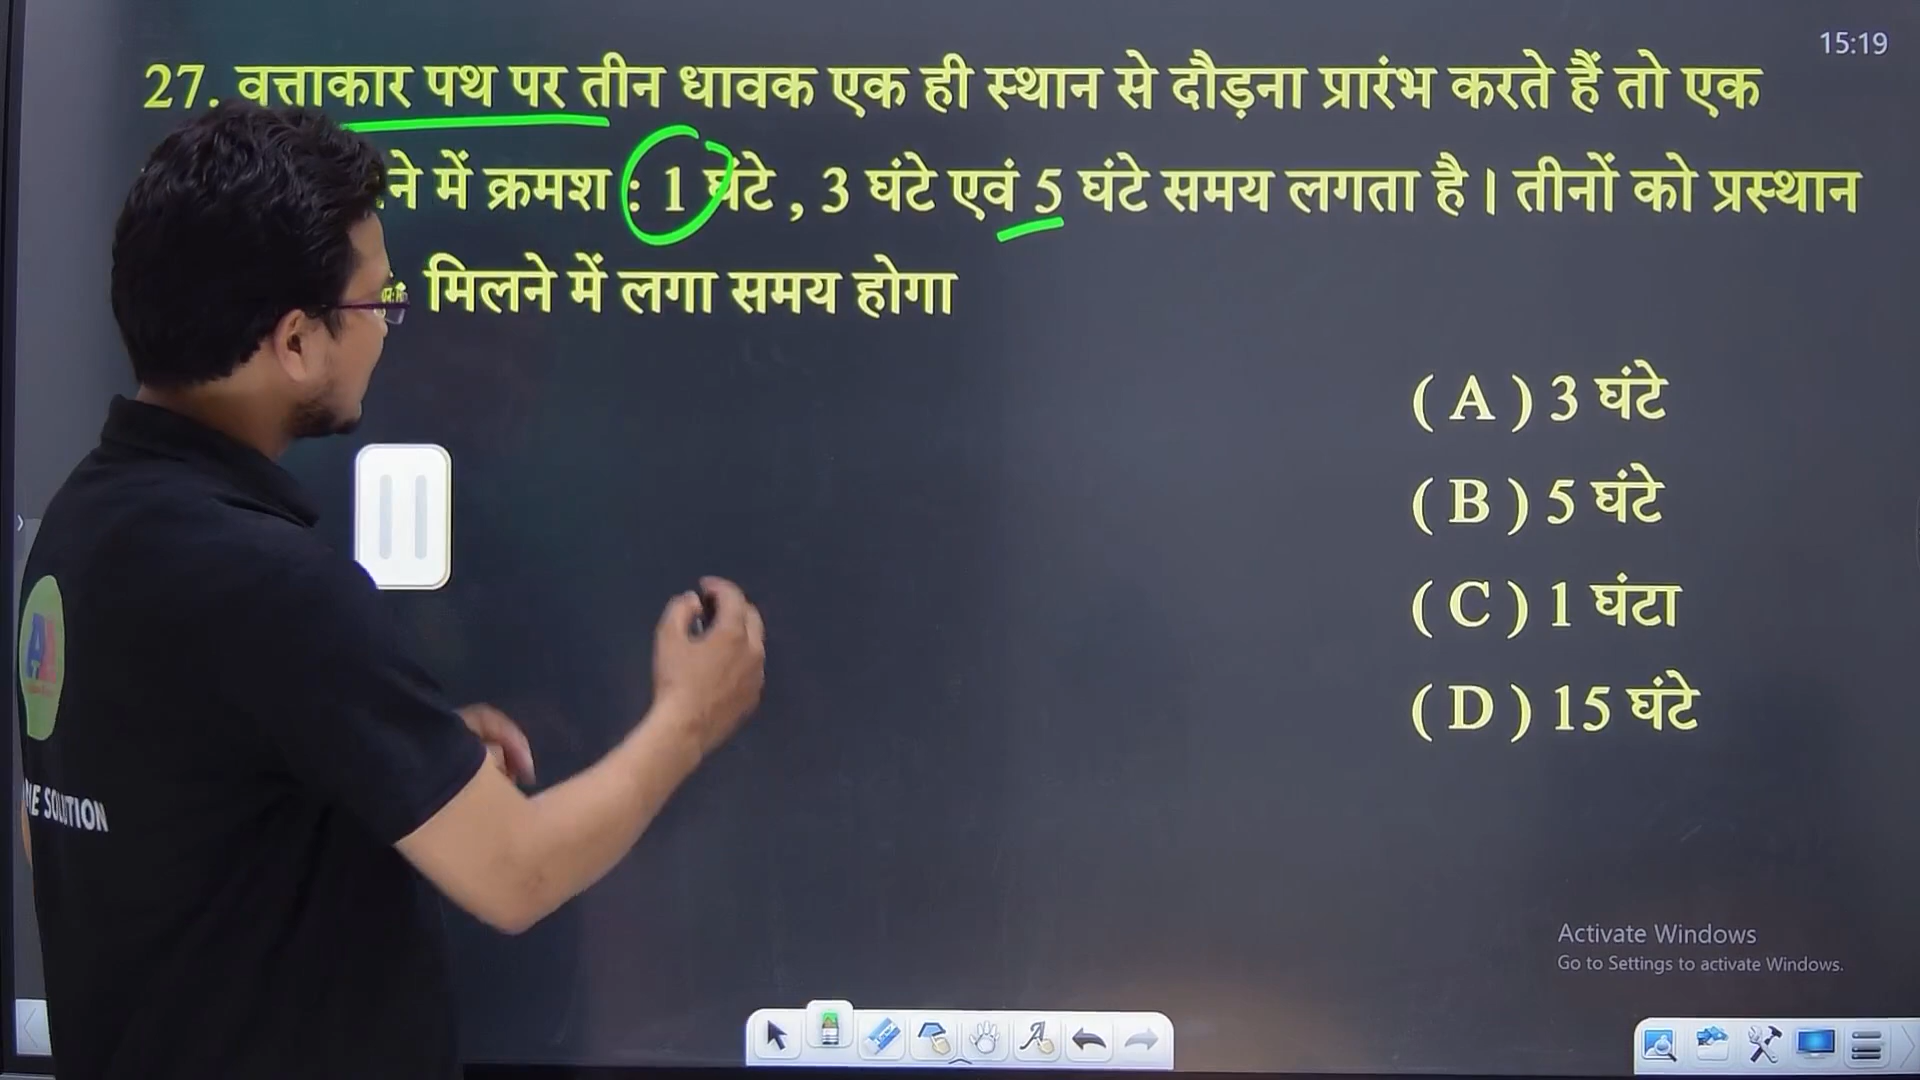 15:19
27. वत्ताकार पथ पर तीन धावक एक ही स्थान से दौड़ना प्रारंभ करते हैं तो एक
में क्रमश : 1 घंटे , 3 घंटे एवं 5 घंटे समय लगता है । तीनों को प्रस्थान
मिलने में लगा समय होगा
( A ) 3 घंटे
( B ) 5 घंटे
( C ) 1 घंटा
( D ) 15 घंटे
SOLUTION
Activate Windows
Go to Settings to activate Windows.